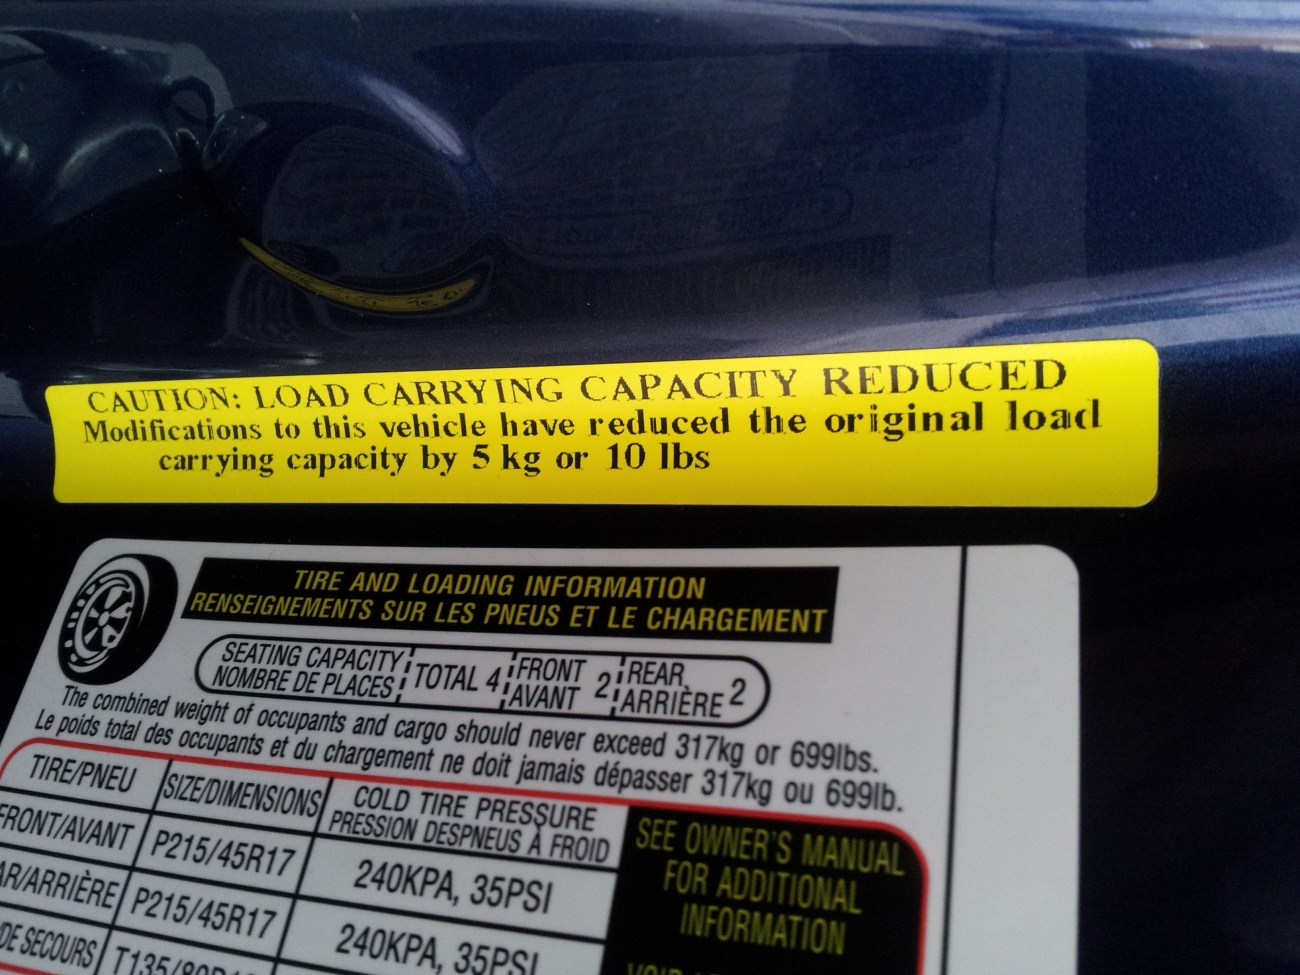 CAUTION: LOAD CARRYING CAPACITY REDUCED
Modifications to this vehicle have reduced the original load
carrying capacity by 5 kg or 10 lbs
TIRE AND LOADING INFORMATION
RENSEIGNEMENTS SUR LES PNEUS ET LE CHARGEMENT
SEATING CAPACITY
NOMBRE DE PLACES
TOTAL 4
FRONT
AVANT
2
REAR
ARRIÈRE
2
The combined weight of occupants and cargo should never exceed 317kg or 699lbs.
Le poids total des occupants et du chargement ne doit jamais dépasser 317kg ou 699lb.
TIRE/PNEU
SIZE/DIMENSIONS
COLD TIRE PRESSURE
PRESSION DESPNEUS À FROID
SEE OWNER'S MANUAL
FOR ADDITIONAL
INFORMATION
FRONT/AVANT
P215/45R17
240KPA, 35PSI
AR/ARRIÈRE
P215/45R17
240KPA, 35PSI
DE SECOURS